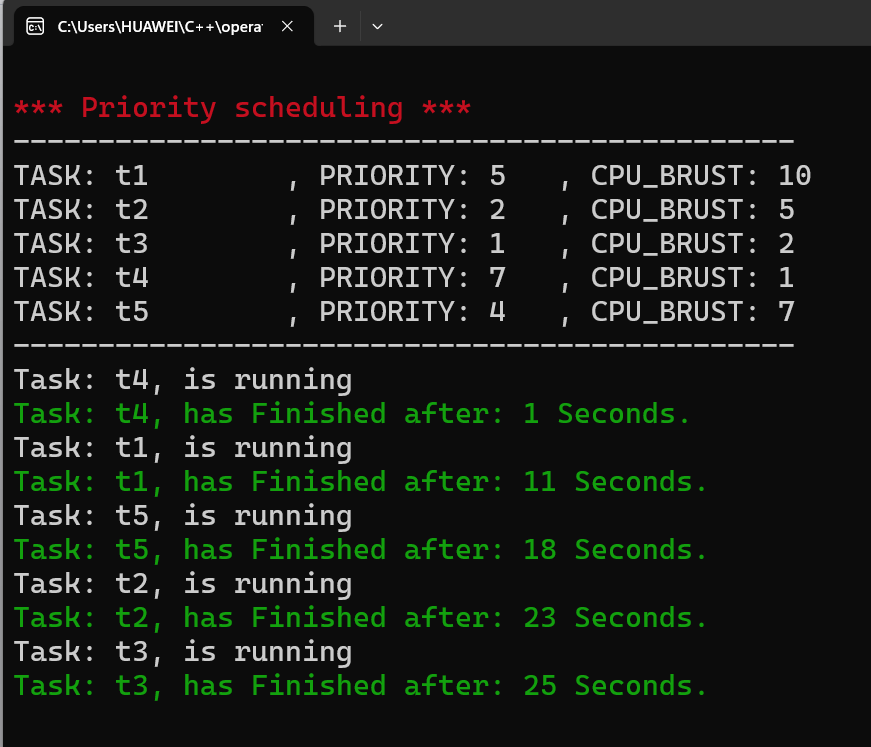 C:\Users\HUAWEI\C++\opera
*** Priority scheduling ***
----------------------------------------------
TASK: t1        , PRIORITY: 5   , CPU_BRUST: 10
TASK: t2        , PRIORITY: 2   , CPU_BRUST: 5
TASK: t3        , PRIORITY: 1   , CPU_BRUST: 2
TASK: t4        , PRIORITY: 7   , CPU_BRUST: 1
TASK: t5        , PRIORITY: 4   , CPU_BRUST: 7
----------------------------------------------
Task: t4, is running
Task: t4, has Finished after: 1 Seconds.
Task: t1, is running
Task: t1, has Finished after: 11 Seconds.
Task: t5, is running
Task: t5, has Finished after: 18 Seconds.
Task: t2, is running
Task: t2, has Finished after: 23 Seconds.
Task: t3, is running
Task: t3, has Finished after: 25 Seconds.